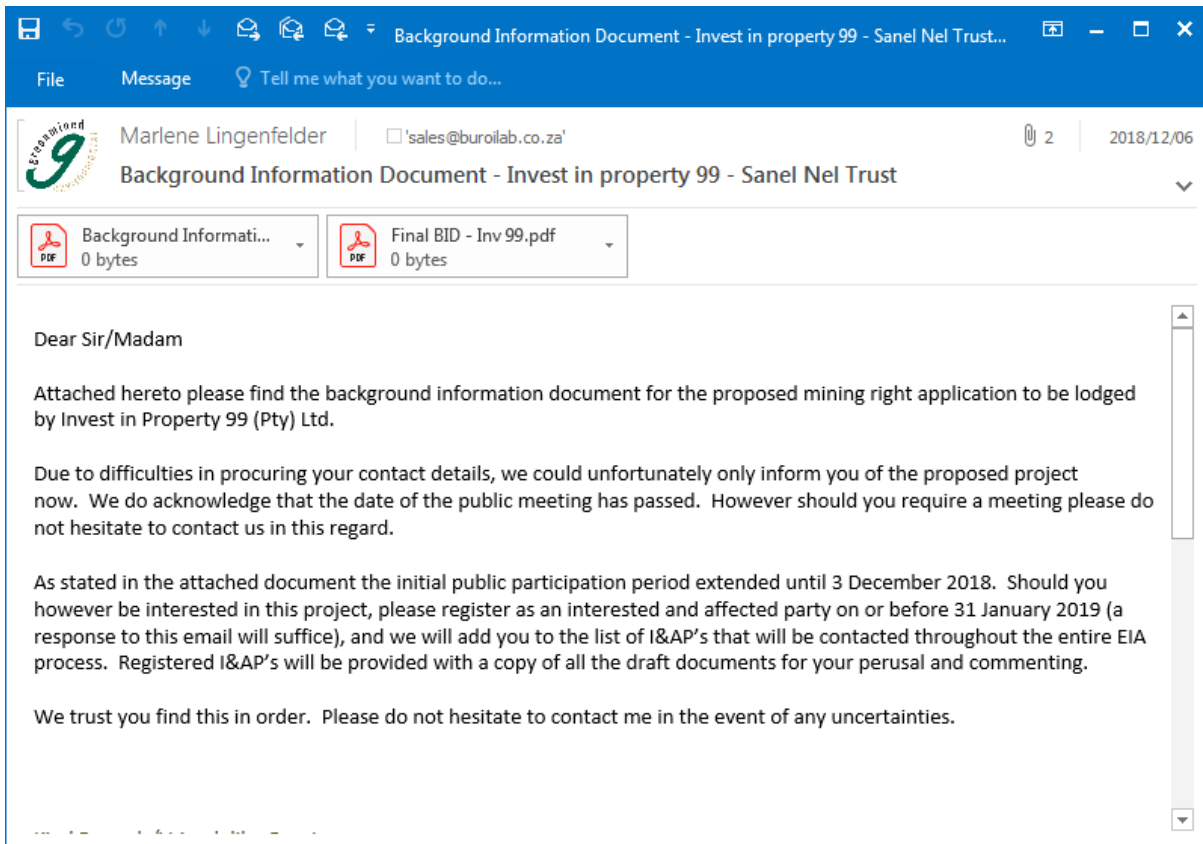 Background Information Document - Invest in property 99 - Sanel Nel Trust...
File Message Tell me what you want to do...
Marlene Lingenfelder 'sales@buroilab.co.za' 2 2018/12/06
Background Information Document - Invest in property 99 - Sanel Nel Trust
Background Informati... Final BID - Inv 99.pdf
PDF 0 bytes PDF 0 bytes
Dear Sir/Madam
Attached hereto please find the background information document for the proposed mining right application to be lodged
by Invest in Property 99 (Pty) Ltd.
Due to difficulties in procuring your contact details, we could unfortunately only inform you of the proposed project
now.  We do acknowledge that the date of the public meeting has passed.  However should you require a meeting please do
not hesitate to contact us in this regard.
As stated in the attached document the initial public participation period extended until 3 December 2018.  Should you
however be interested in this project, please register as an interested and affected party on or before 31 January 2019 (a
response to this email will suffice), and we will add you to the list of I&AP's that will be contacted throughout the entire EIA
process.  Registered I&AP's will be provided with a copy of all the draft documents for your perusal and commenting.
We trust you find this in order.  Please do not hesitate to contact me in the event of any uncertainties.